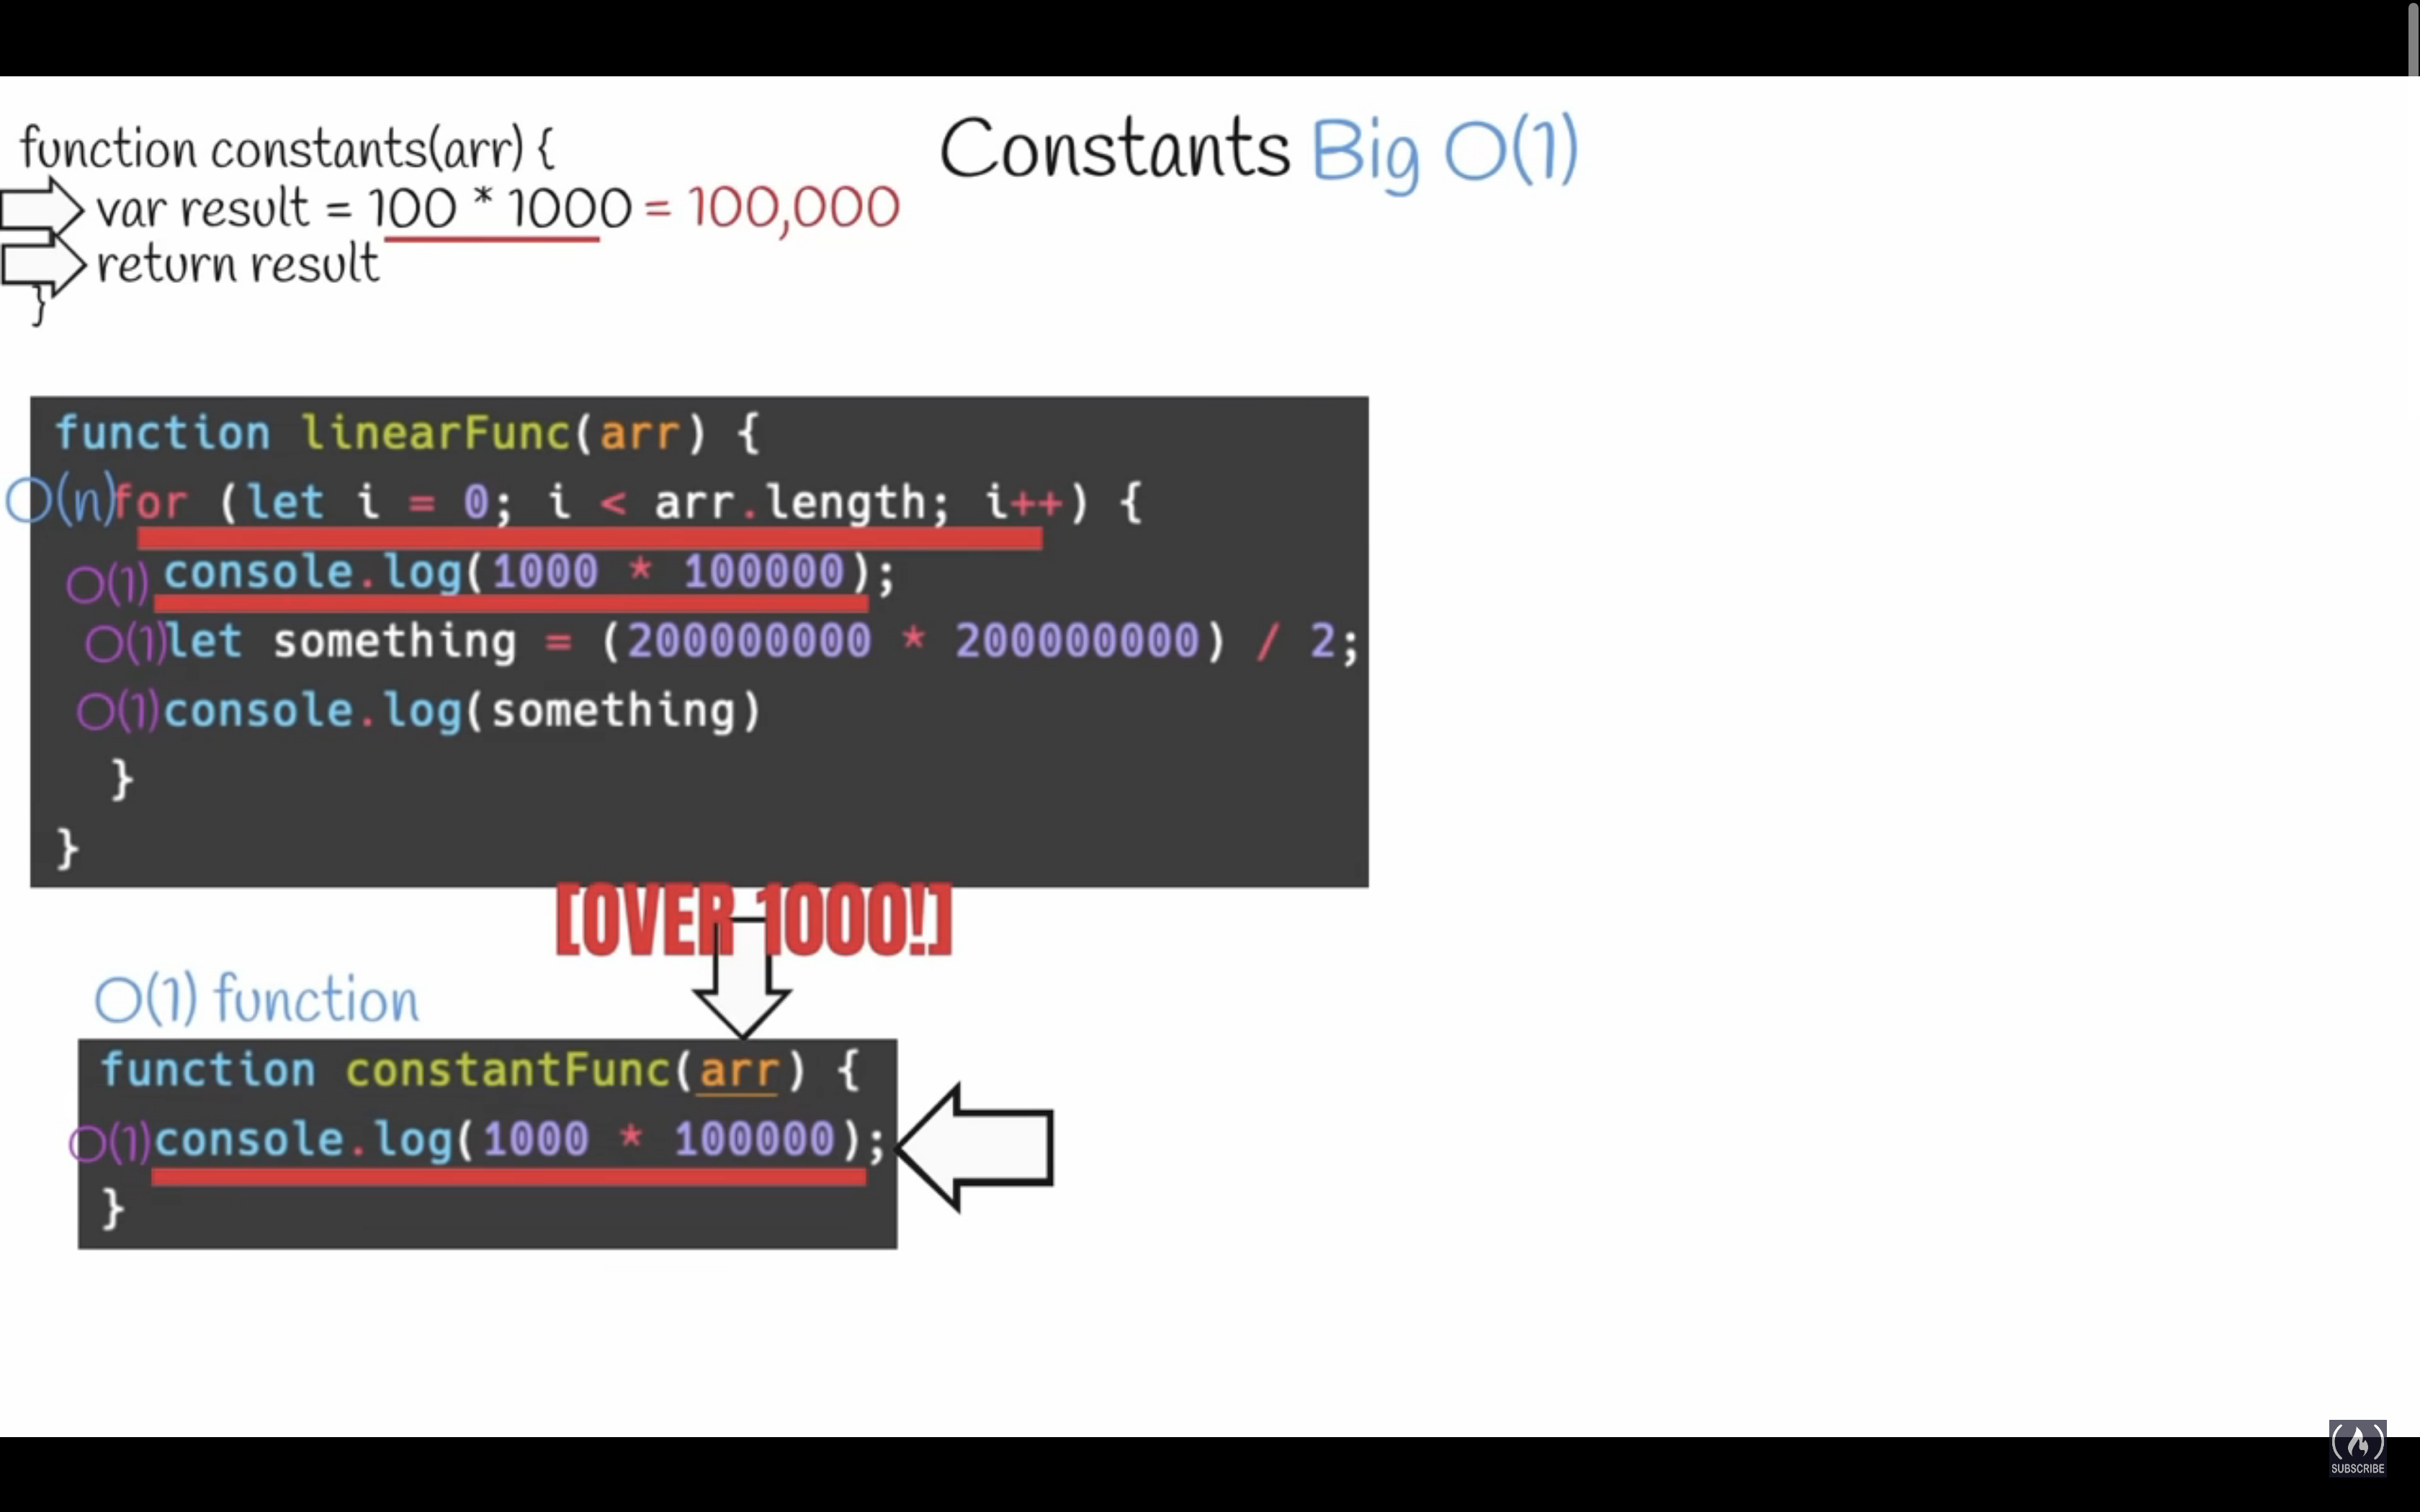 Constants Big O(1)
function constants(arr) {
var result = 100 * 1000 = 100,000
return result
}
function linearFunc(arr) {
O(n) for (let i = 0; i < arr.length; i++) {
O(1) console.log(1000 * 100000);
O(1) let something = (200000000 * 200000000) / 2;
O(1) console.log(something)
}
}
[OVER 1000!]
O(1) function
function constantFunc(arr) {
O(1) console.log(1000 * 100000);
}
SUBSCRIBE